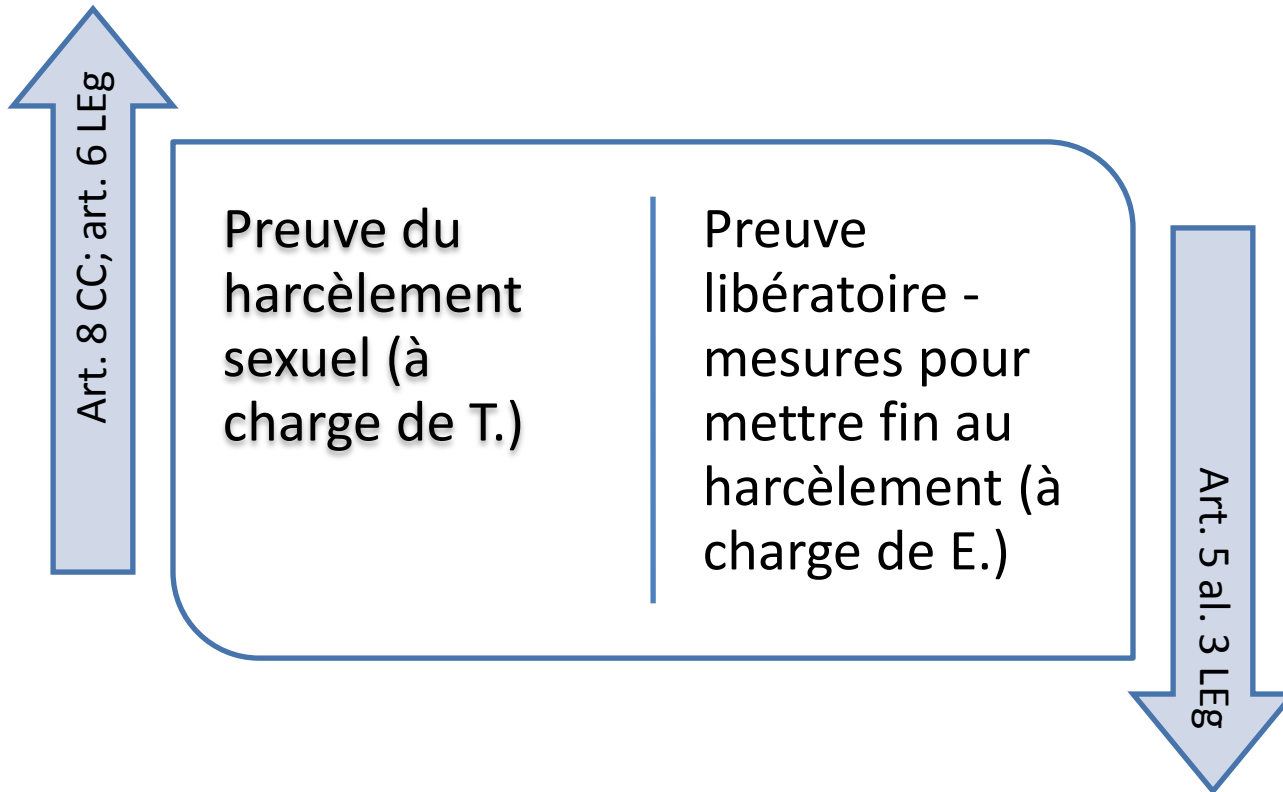 Art. 8 CC; art. 6 LEg
Preuve du
harcèlement
sexuel (à
charge de T.)
Preuve
libératoire -
mesures pour
mettre fin au
harcèlement (à
charge de E.)
Art. 5 al. 3 LEg